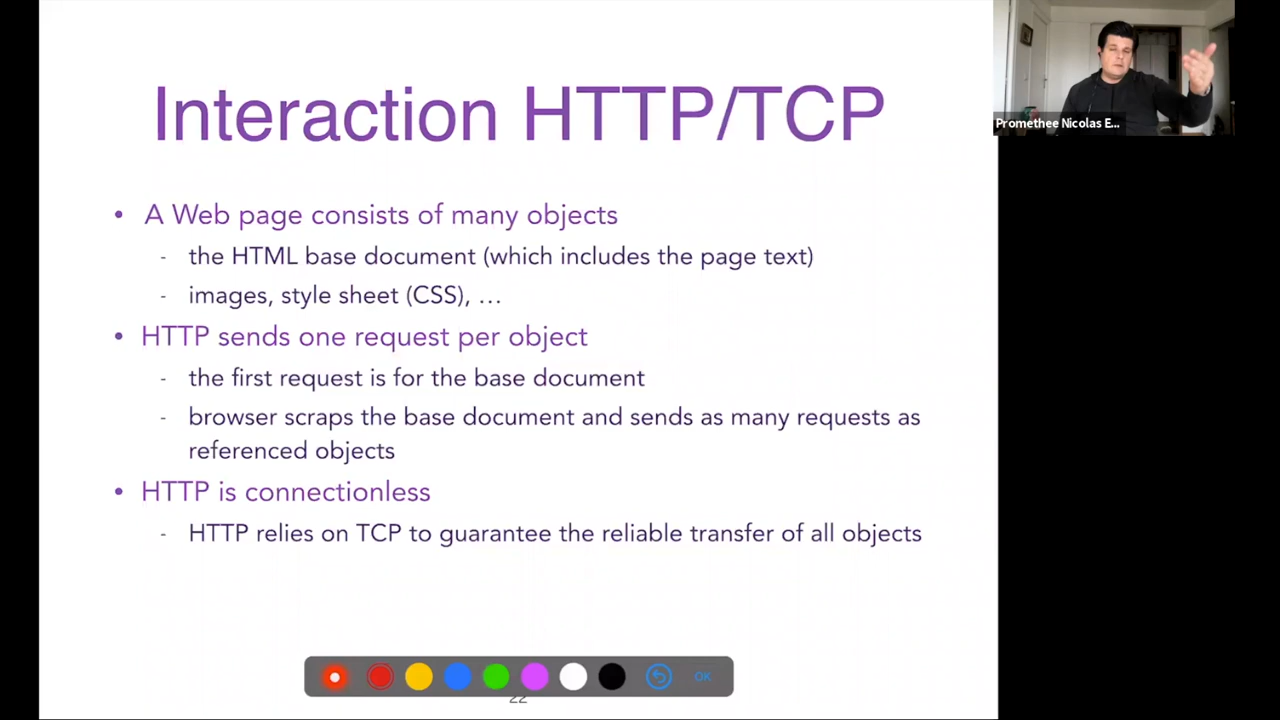 Interaction HTTP/TCP
Promethee Nicolas E...
• A Web page consists of many objects
- the HTML base document (which includes the page text)
- images, style sheet (CSS), …
• HTTP sends one request per object
- the first request is for the base document
- browser scraps the base document and sends as many requests as
referenced objects
• HTTP is connectionless
- HTTP relies on TCP to guarantee the reliable transfer of all objects
OK
22